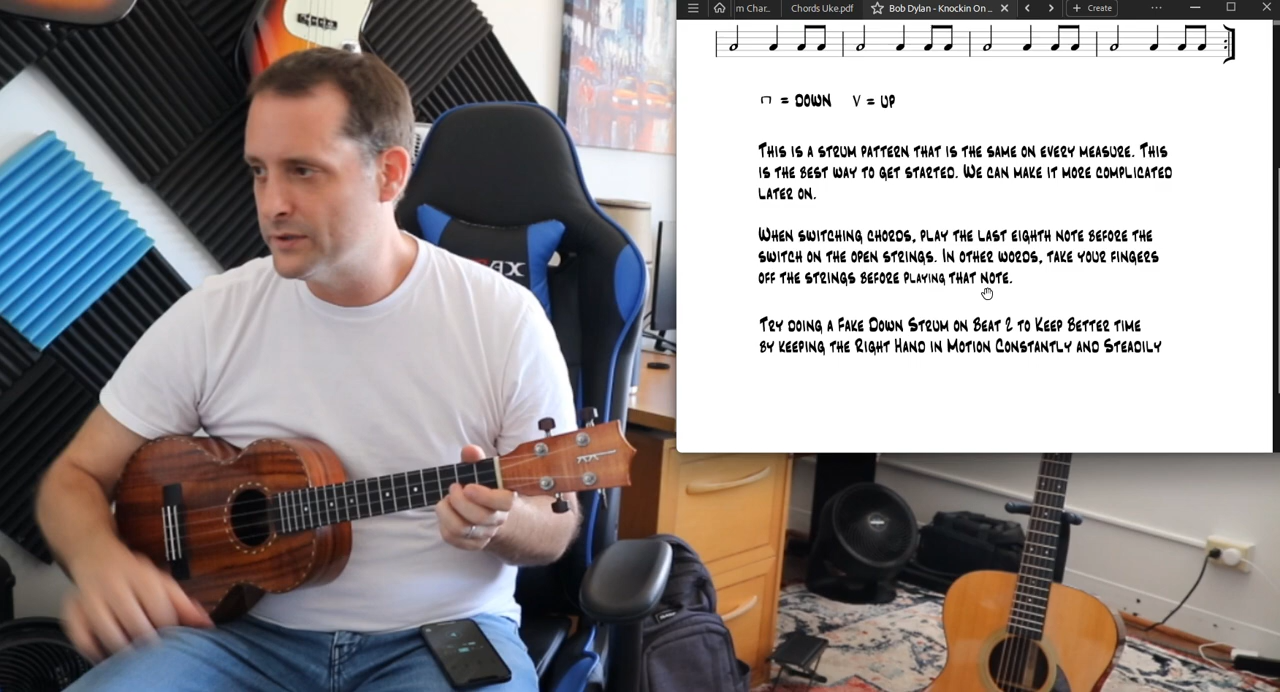 m Char..
Chords Uke.pdf
Bob Dylan - Knockin On ..
Create
= DOWN V = UP
THIS IS A STRUM PATTERN THAT IS THE SAME ON EVERY MEASURE. THIS
IS THE BEST WAY TO GET STARTED. WE CAN MAKE IT MORE COMPLICATED
LATER ON.
WHEN SWITCHING CHORDS, PLAY THE LAST EIGHTH NOTE BEFORE THE
SWITCH ON THE OPEN STRINGS. IN OTHER WORDS, TAKE YOUR FINGERS
OFF THE STRINGS BEFORE PLAYING THAT NOTE.
TRY DOING A FAKE DOWN STRUM ON BEAT 2 TO KEEP BETTER TIME
BY KEEPING THE RIGHT HAND IN MOTION CONSTANTLY AND STEADILY